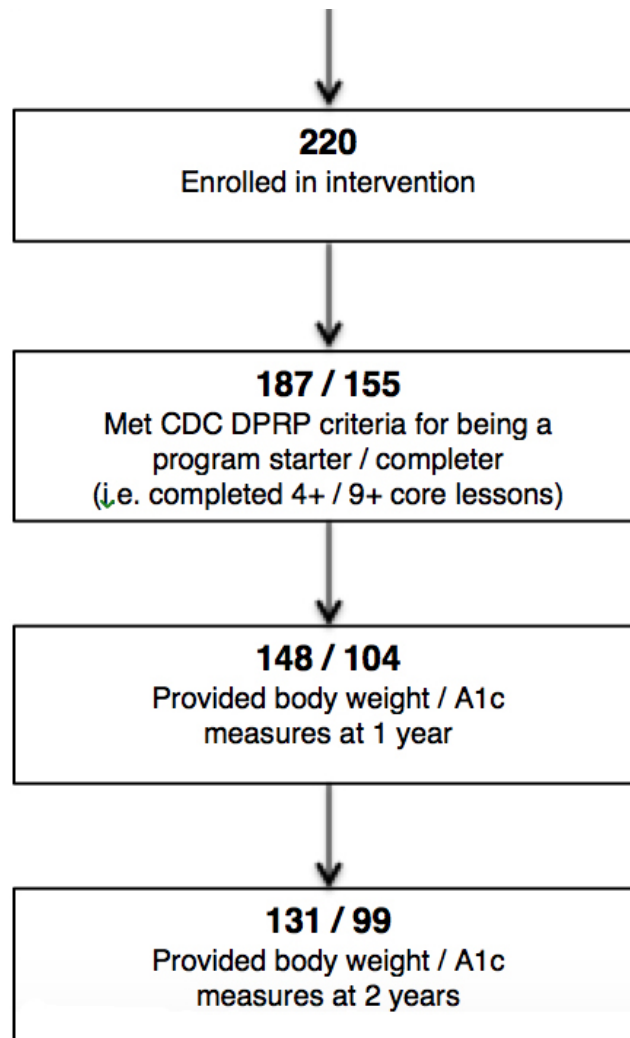 220
Enrolled in intervention
187 / 155
Met CDC DPRP criteria for being a
program starter / completer
(i.e. completed 4+ / 9+ core lessons)
148 / 104
Provided body weight / A1c
measures at 1 year
131 / 99
Provided body weight / A1c
measures at 2 years